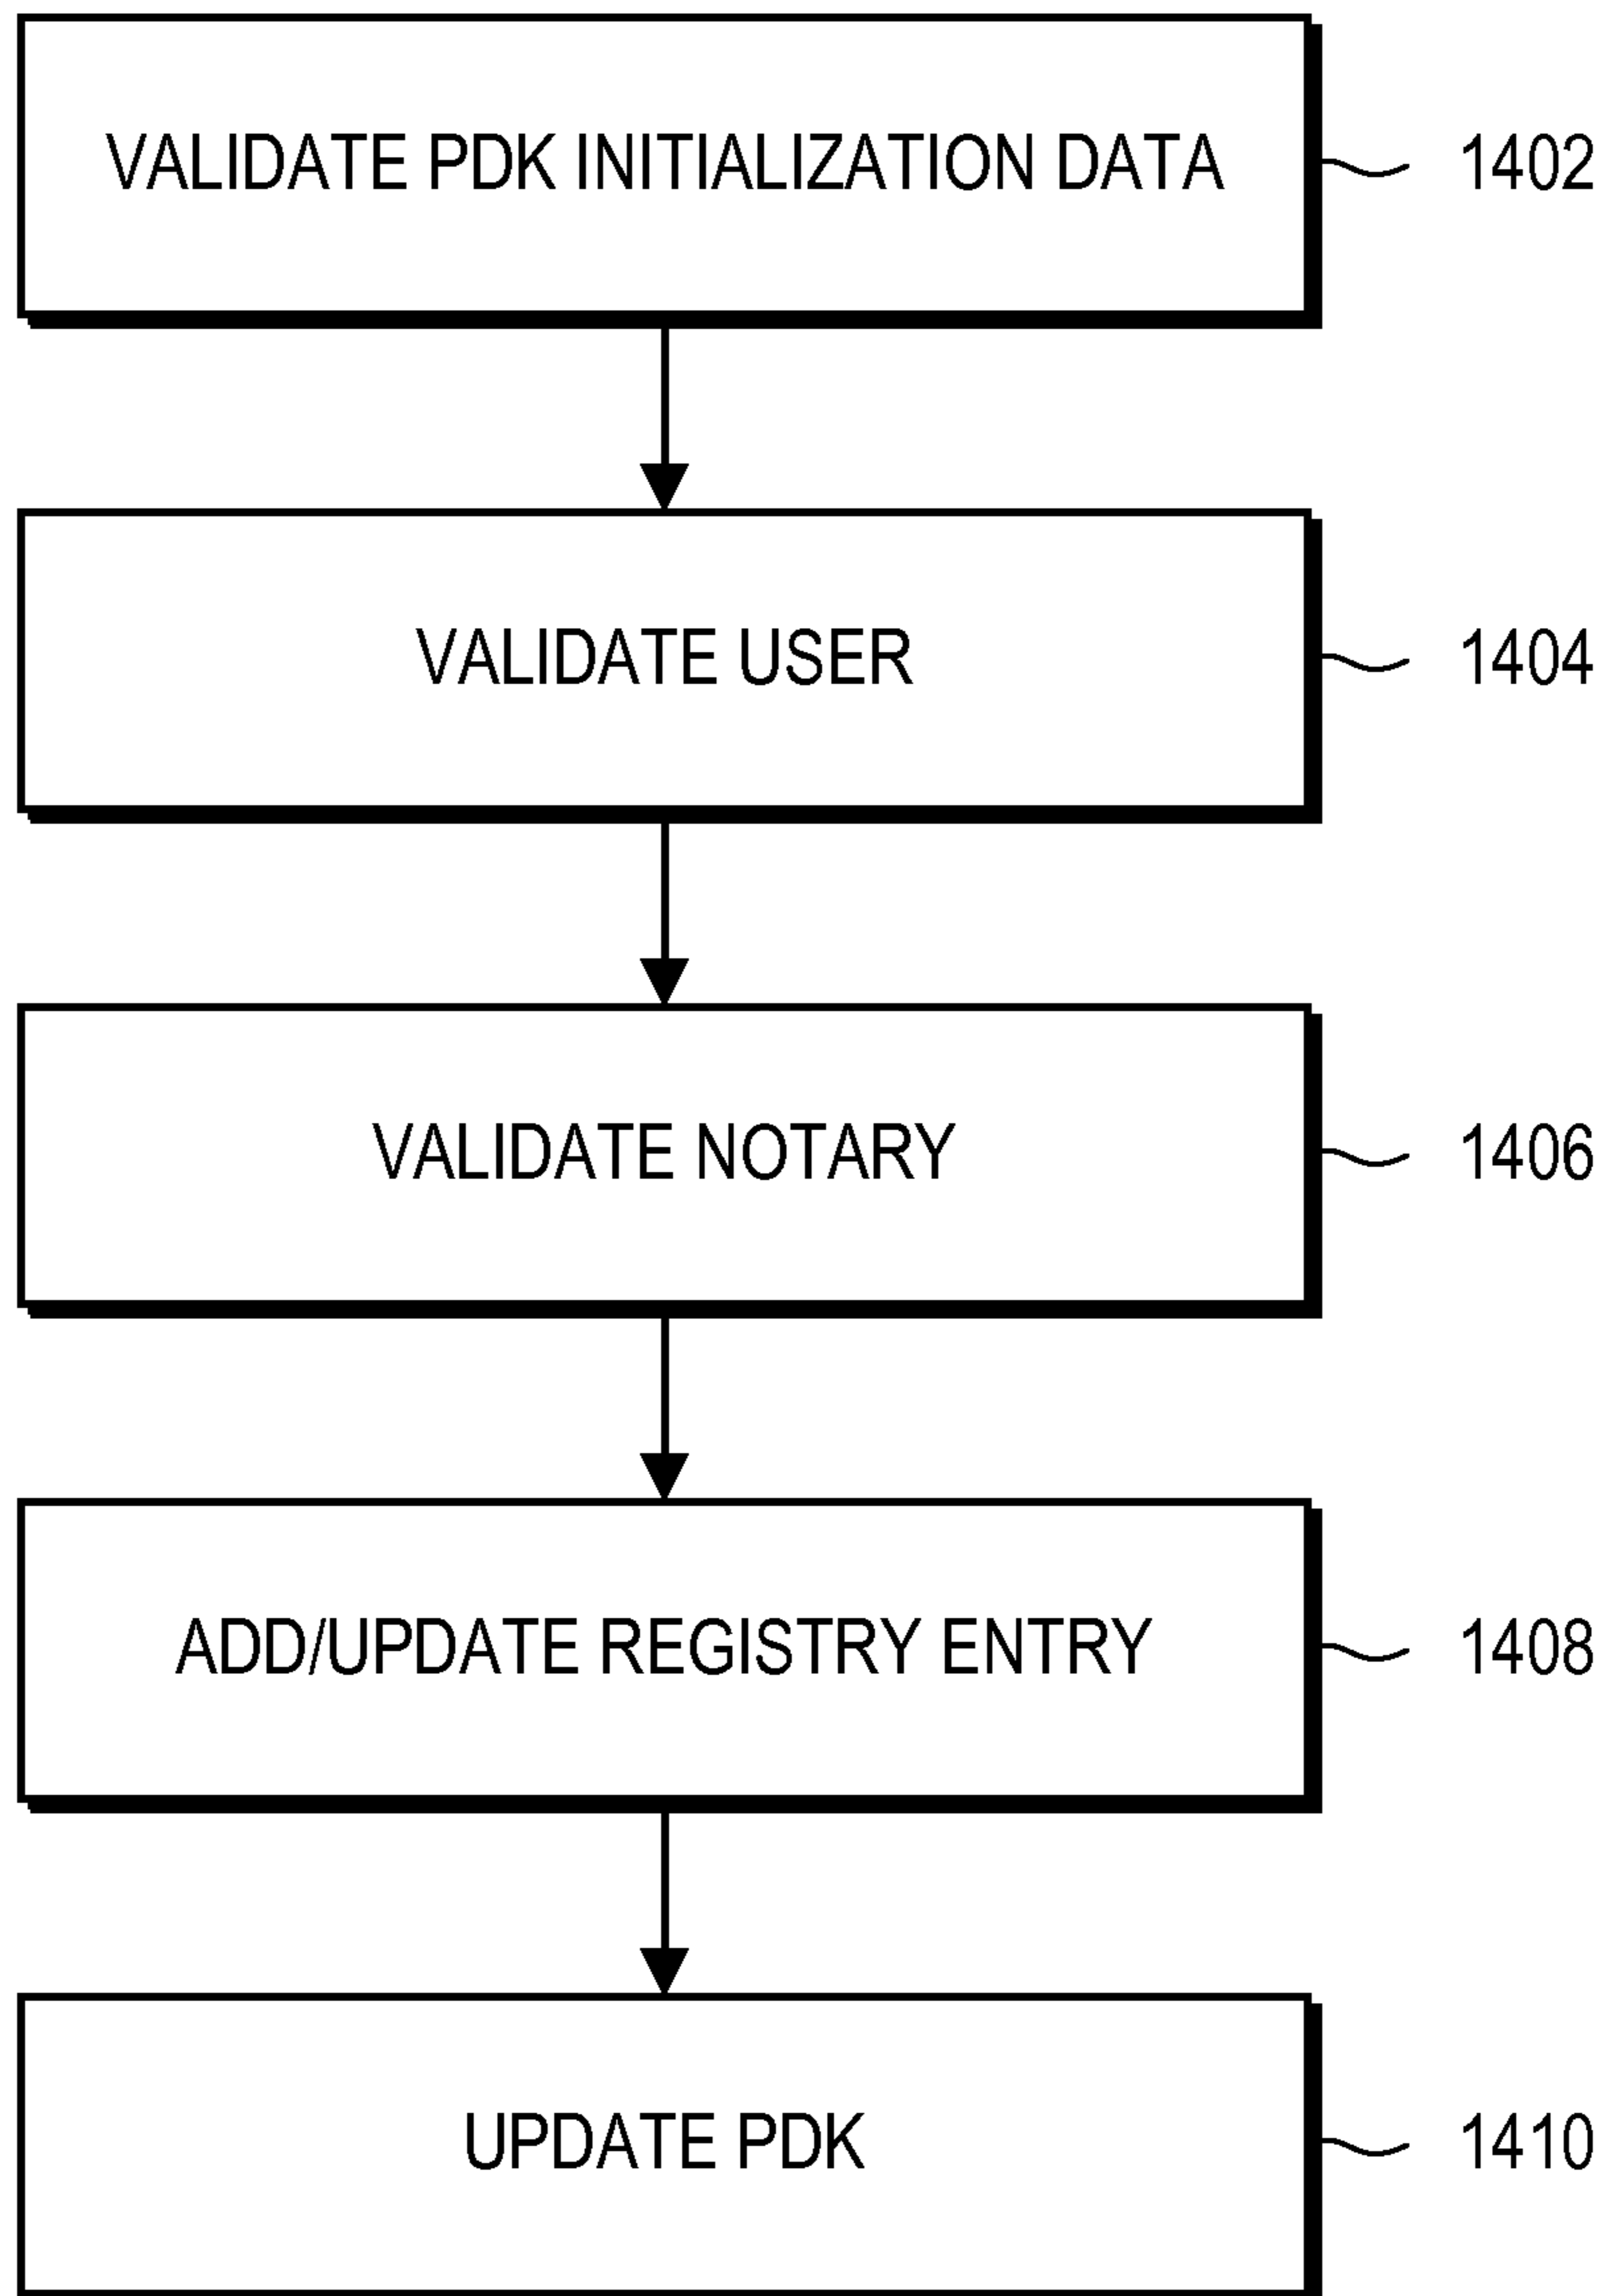 VALIDATE PDK INITIALIZATION DATA 1402
VALIDATE USER 1404
VALIDATE NOTARY 1406
ADD/UPDATE REGISTRY ENTRY 1408
UPDATE PDK 1410